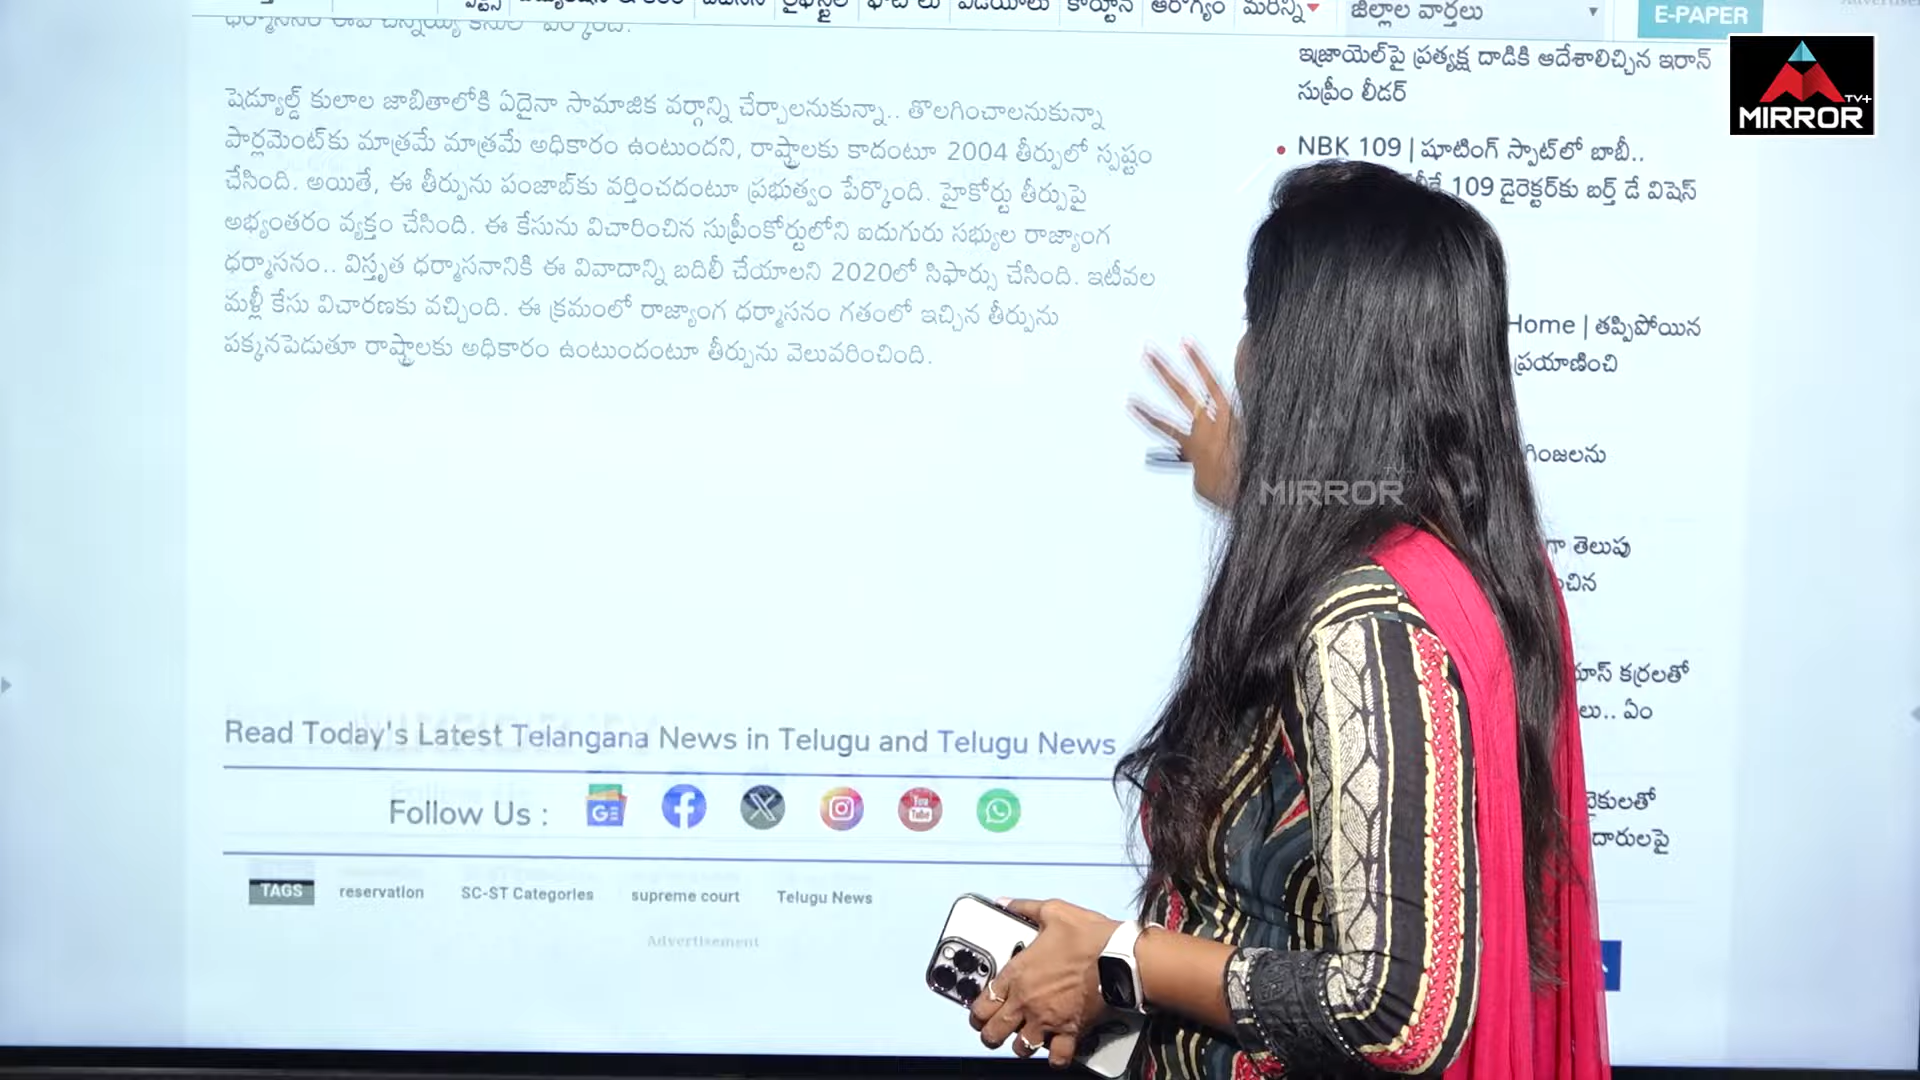 ఫొటోలు
వీడియోలు
కార్టూన్
ఆరోగ్యం
మరిన్ని
జిల్లాల వార్తలు
E-PAPER
TV+
MIRROR
షెడ్యూల్డ్ కులాల జాబితాలోకి ఏదైనా సామాజిక వర్గాన్ని చేర్చాలనుకున్నా.. తొలగించాలనుకున్నా
పార్లమెంట్‌కు మాత్రమే మాత్రమే అధికారం ఉంటుందని, రాష్ట్రాలకు కాదంటూ 2004 తీర్పులో స్పష్టం
చేసింది. అయితే, ఈ తీర్పును పంజాబ్‌కు వర్తించదంటూ ప్రభుత్వం పేర్కొంది. హైకోర్టు తీర్పుపై
అభ్యంతరం వ్యక్తం చేసింది. ఈ కేసును విచారించిన సుప్రీంకోర్టులోని ఐదుగురు సభ్యుల రాజ్యాంగ
ధర్మాసనం.. విస్తృత ధర్మాసనానికి ఈ వివాదాన్ని బదిలీ చేయాలని 2020లో సిఫార్సు చేసింది. ఇటీవల
మళ్లీ కేసు విచారణకు వచ్చింది. ఈ క్రమంలో రాజ్యాంగ ధర్మాసనం గతంలో ఇచ్చిన తీర్పును
పక్కనపెడుతూ రాష్ట్రాలకు అధికారం ఉంటుందంటూ తీర్పును వెలువరించింది.
Read Today's Latest Telangana News in Telugu and Telugu News
Follow Us :
TAGS reservation SC-ST Categories supreme court Telugu News
Advertisement
ఇజ్రాయెల్‌పై ప్రత్యక్ష దాడికి ఆదేశాలిచ్చిన ఇరాన్
సుప్రీం లీడర్
NBK 109 | షూటింగ్ స్పాట్‌లో బాబీ..
109 డైరెక్టర్‌కు బర్త్ డే విషెస్
Home | తప్పిపోయిన
ప్రయాణించి
గింజలను
తెలుపు
కర్రలతో
ఏం
MIRROR